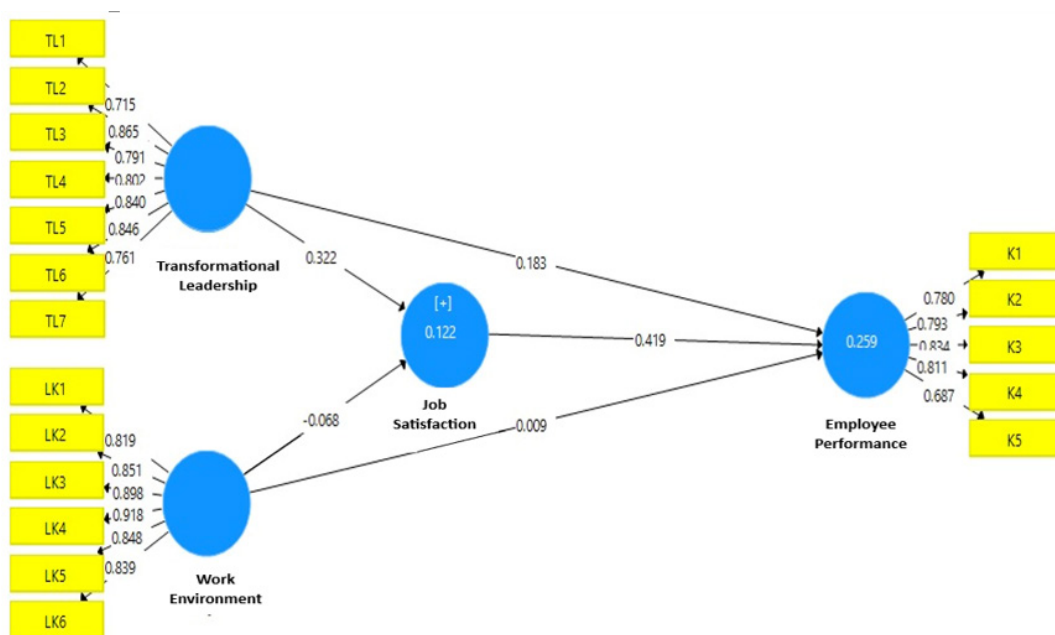 TL1
TL2
TL3
TL4
TL5
TL6
TL7
0.715
0.865
0.791
0.802
0.840
0.846
0.761
Transformational
Leadership
0.322
0.183
[+]
0.122
Job
Satisfaction
0.419
-0.068
0.009
LK1
LK2
LK3
LK4
LK5
LK6
0.819
0.851
0.898
0.918
0.848
0.839
Work
Environment
0.259
Employee
Performance
0.780
0.793
0.834
0.811
0.687
K1
K2
K3
K4
K5